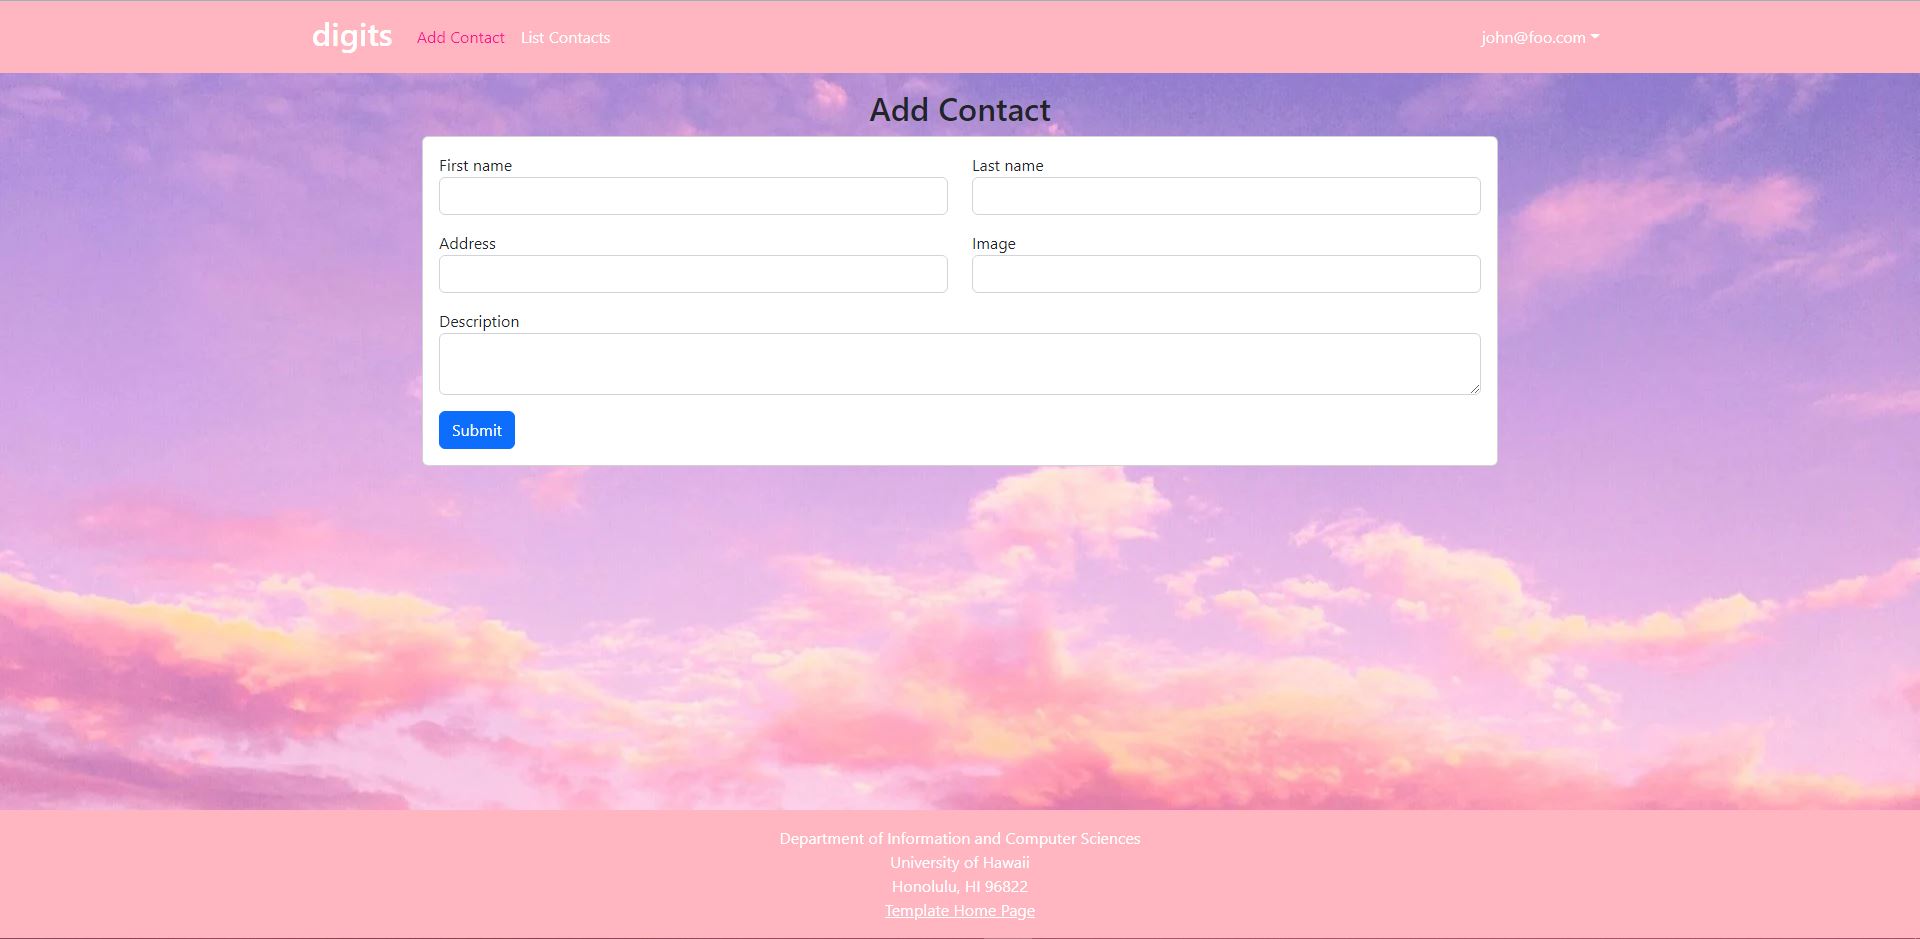 digits
Add Contact
List Contacts
john@foo.com
Add Contact
First name
Last name
Address
Image
Description
Submit
Department of Information and Computer Sciences
University of Hawaii
Honolulu, HI 96822
Template Home Page